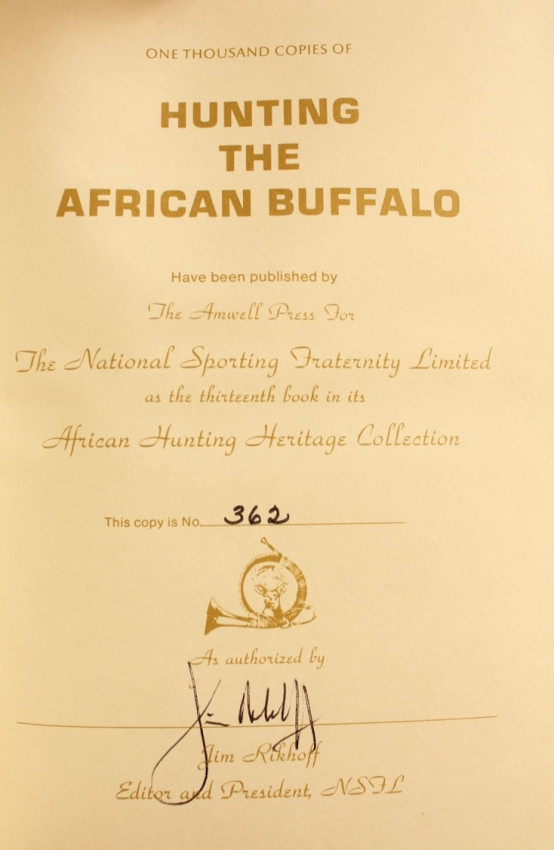 ONE THOUSAND COPIES OF
HUNTING
THE
AFRICAN BUFFALO
Have been published by
The Amwell Press For
The National Sporting Fraternity Limited
as the thirteenth book in its
African Hunting Heritage Collection
This copy is No. 362
As authorized by
Jim Rikhoff
Jim Rikhoff
Editor and President, NSFL